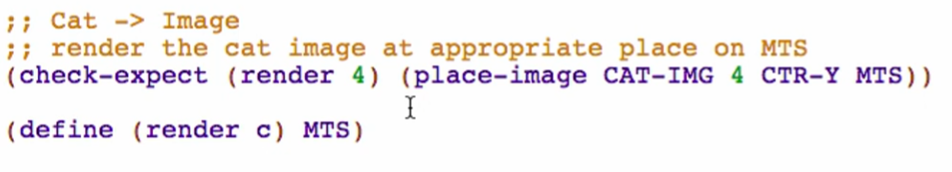 ;; Cat -> Image
;; render the cat image at appropriate place on MTS
(check-expect (render 4) (place-image CAT-IMG 4 CTR-Y MTS))
(define (render c) MTS)